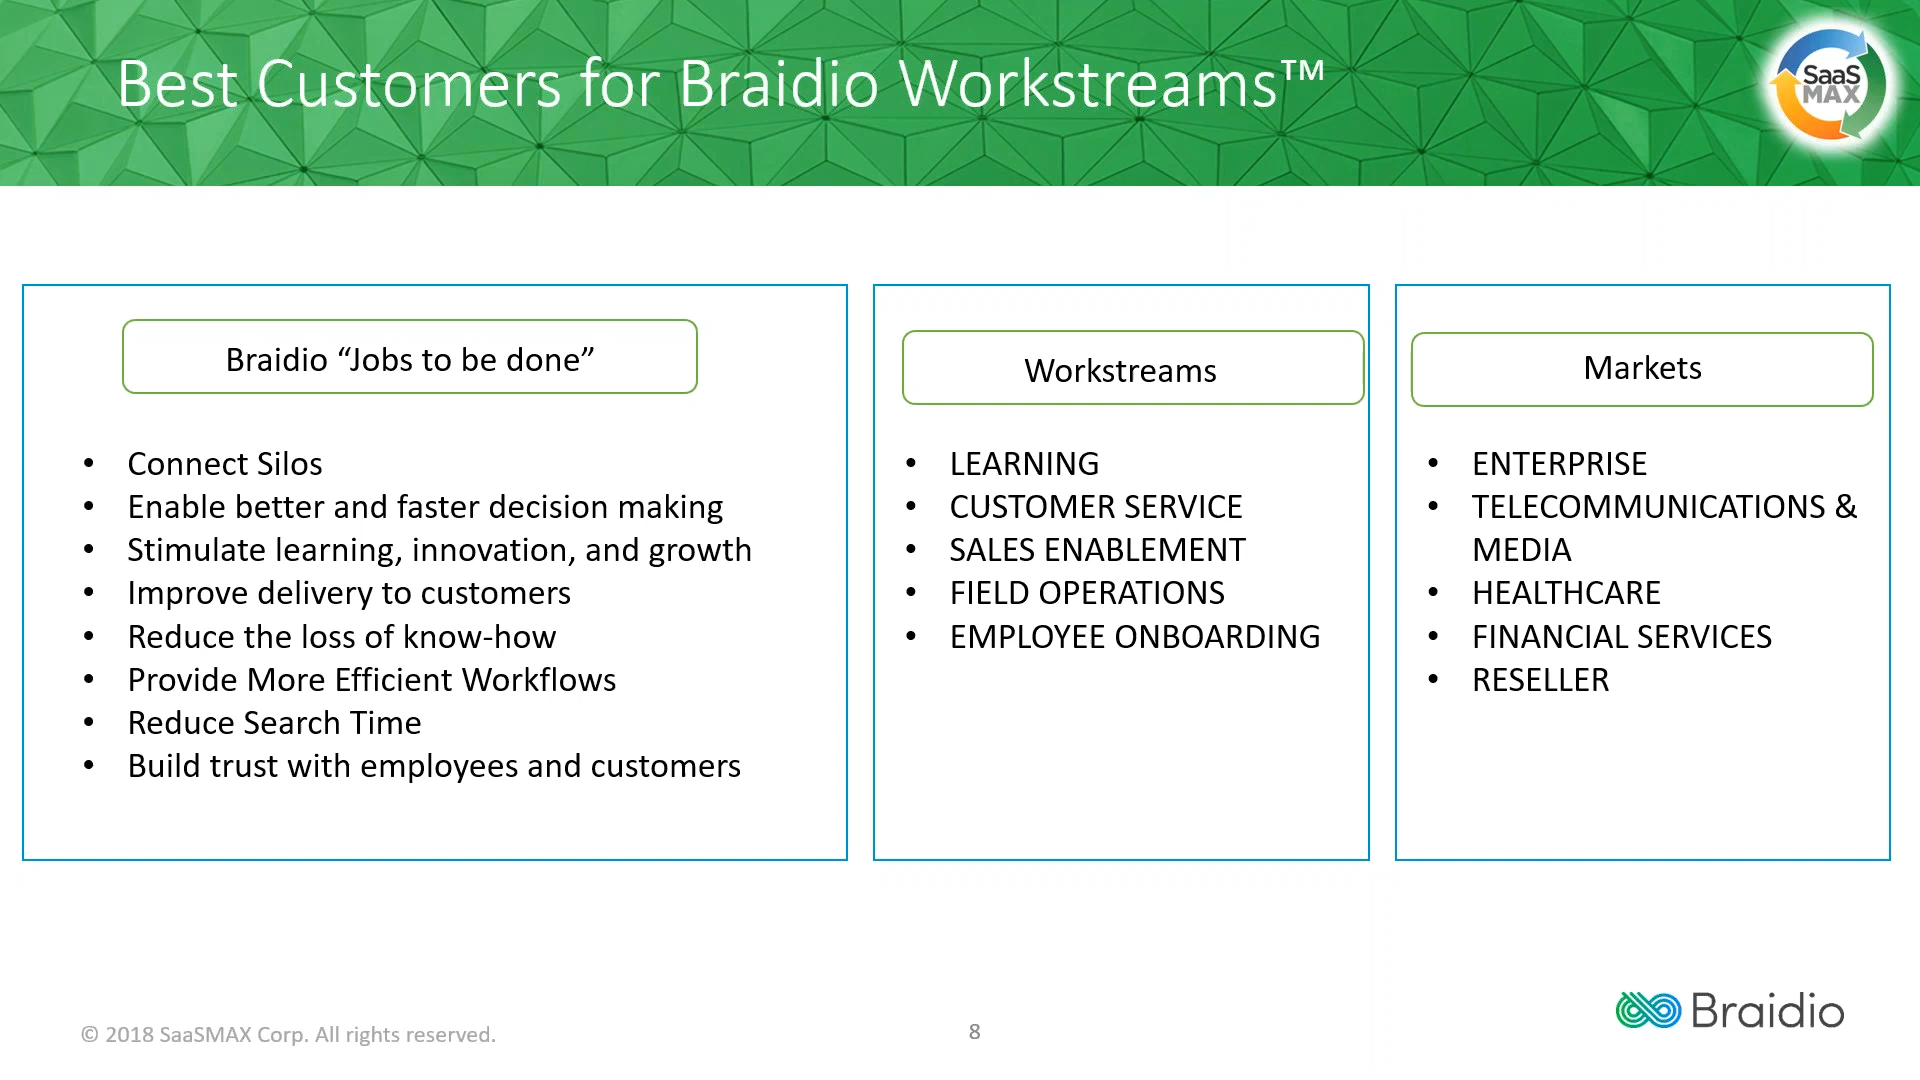 Best Customers for Braidio Workstreams™
SaaS
MAX
Braidio “Jobs to be done”
• Connect Silos
• Enable better and faster decision making
• Stimulate learning, innovation, and growth
• Improve delivery to customers
• Reduce the loss of know-how
• Provide More Efficient Workflows
• Reduce Search Time
• Build trust with employees and customers
Workstreams
• LEARNING
• CUSTOMER SERVICE
• SALES ENABLEMENT
• FIELD OPERATIONS
• EMPLOYEE ONBOARDING
Markets
• ENTERPRISE
• TELECOMMUNICATIONS &
MEDIA
• HEALTHCARE
• FINANCIAL SERVICES
• RESELLER
© 2018 SaaSMAX Corp. All rights reserved.
8
Braidio